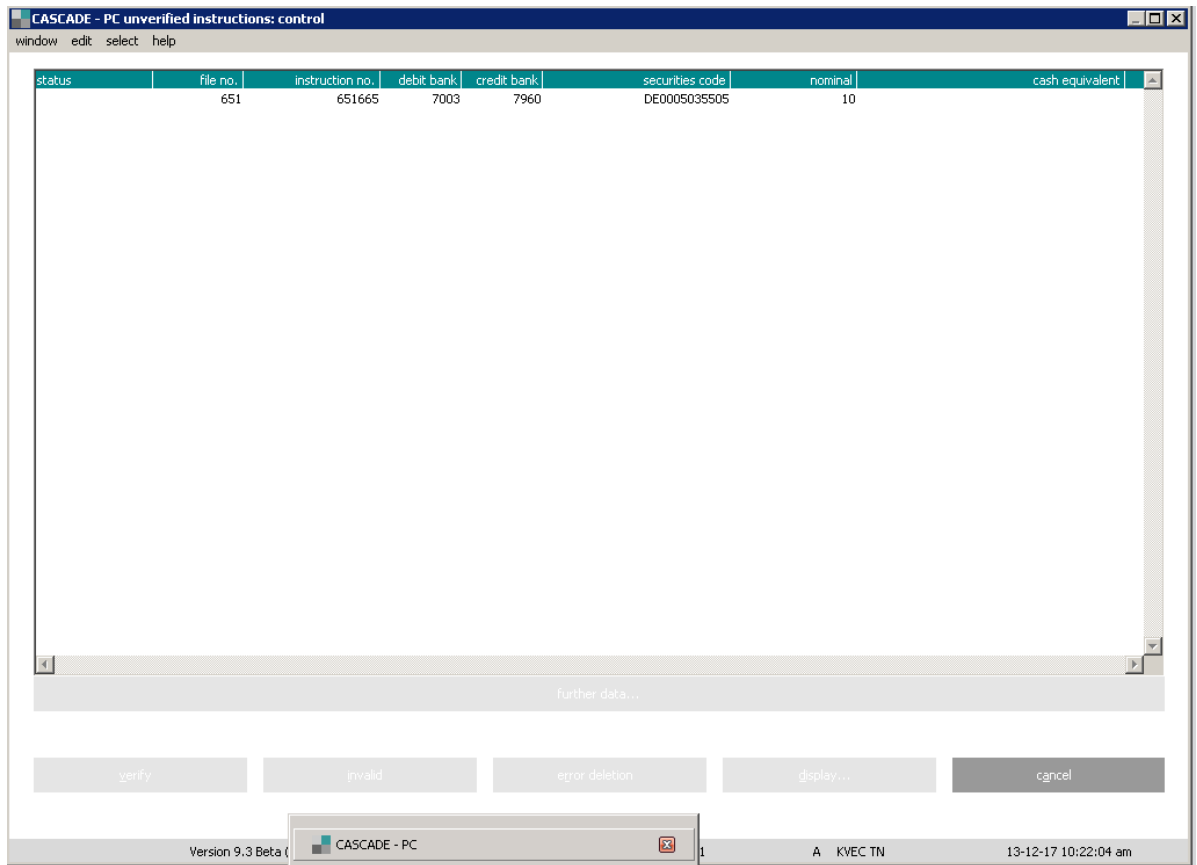 CASCADE - PC unverified instructions: control
window edit select help
status file no. instruction no. debit bank credit bank securities code nominal cash equivalent
651 651665 7003 7960 DE0005035505 10
further data...
verify invalid error deletion display... cancel
CASCADE - PC
Version 9.3 Beta ( 1 A KVEC TN 13-12-17 10:22:04 am